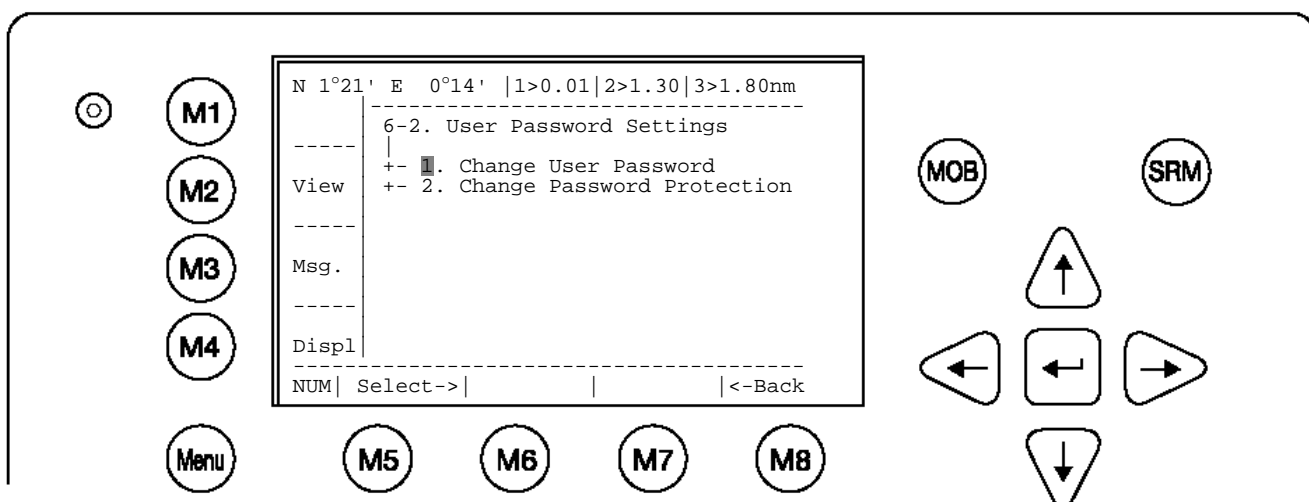 N 1°21' E 0°14' |1>0.01|2>1.30|3>1.80nm
----------------------------------
6-2. User Password Settings
-----
+- 1. Change User Password
View +- 2. Change Password Protection
-----
Msg.
-----
Displ
----------------------------------------
NUM| Select->| | |<-Back
M1
M2
M3
M4
MOB
SRM
Menu
M5
M6
M7
M8